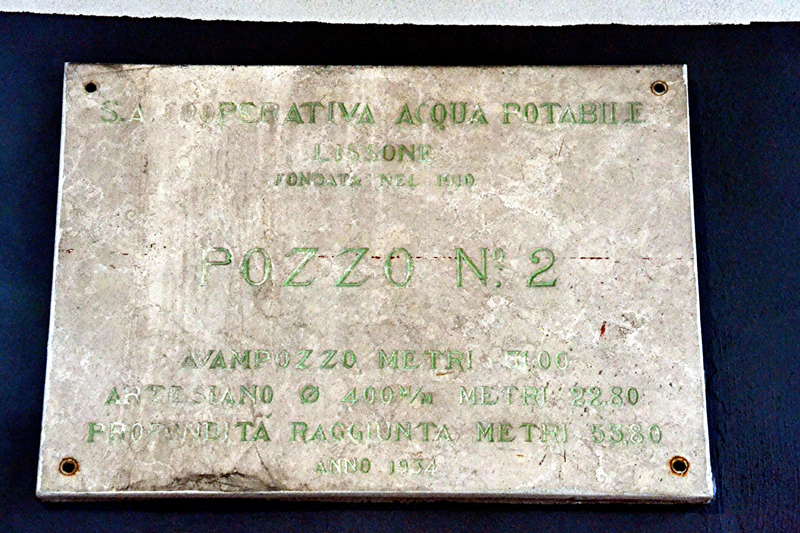 S.A. COOPERATIVA ACQUA POTABILE
LISSONE
FONDATA NEL 1910
POZZO No. 2
AVAMPOZZO METRI 31.00
ARTESIANO Ø 400 M/M METRI 22.80
PROFONDITÀ RAGGIUNTA METRI 53.80
ANNO 1934